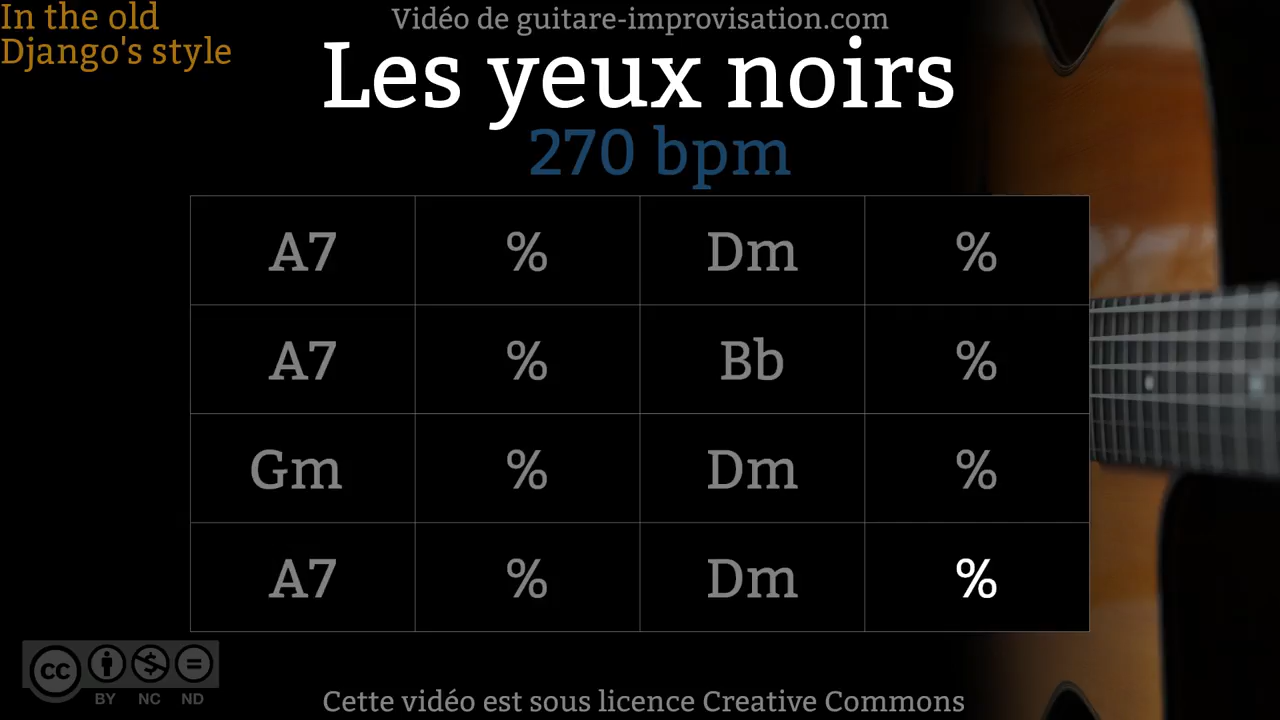 In the old
Django's style
Vidéo de guitare-improvisation.com
Les yeux noirs
270 bpm
A7 % Dm %
A7 % Bb %
Gm % Dm %
A7 % Dm %
cc
BY NC ND
Cette vidéo est sous licence Creative Commons